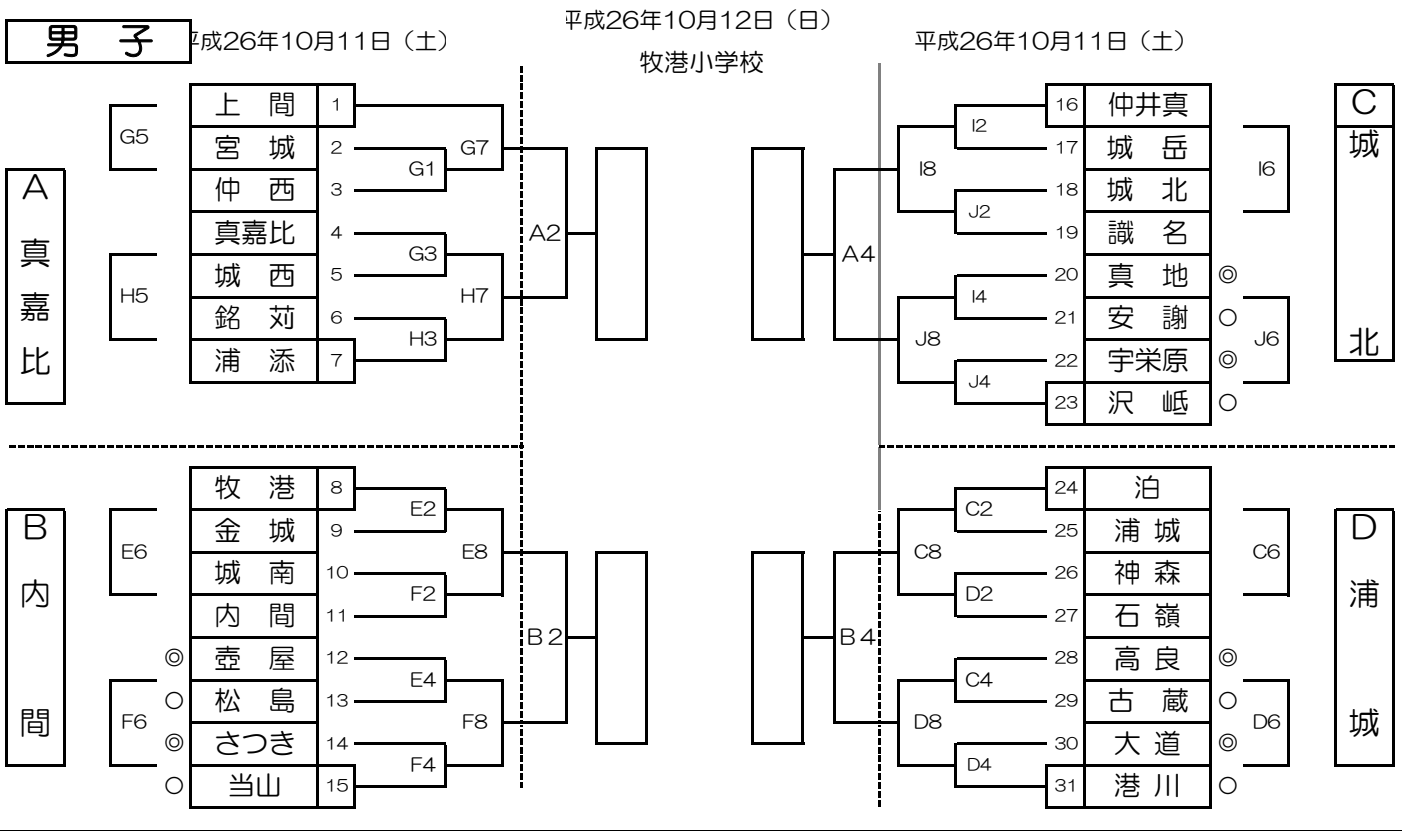 平成26年10月12日（日）
男　子
平成26年10月11日（土）
平成26年10月11日（土）
牧港小学校
A 真嘉比
G5
H5
上　間 1
宮　城 2
仲　西 3
真嘉比 4
城　西 5
銘　苅 6
浦　添 7
G1
G3
H3
G7
H7
A2
B 内間
E6
F6
牧　港 8
金　城 9
城　南 10
内　間 11
◎ 壺　屋 12
○ 松　島 13
◎ さつき 14
○ 当山 15
E2
F2
E4
F4
E8
F8
B2
A4
I8
J8
I2
J2
I4
J4
16 仲井真
17 城　岳
18 城　北
19 識　名
20 真　地 ◎
21 安　謝 ○
22 宇栄原 ◎
23 沢　岻 ○
I6
J6
C 城北
B4
C8
D8
C2
D2
C4
D4
24 泊
25 浦 城
26 神 森
27 石 嶺
28 高 良 ◎
29 古　蔵 ○
30 大 道 ◎
31 港 川 ○
C6
D6
D 浦城